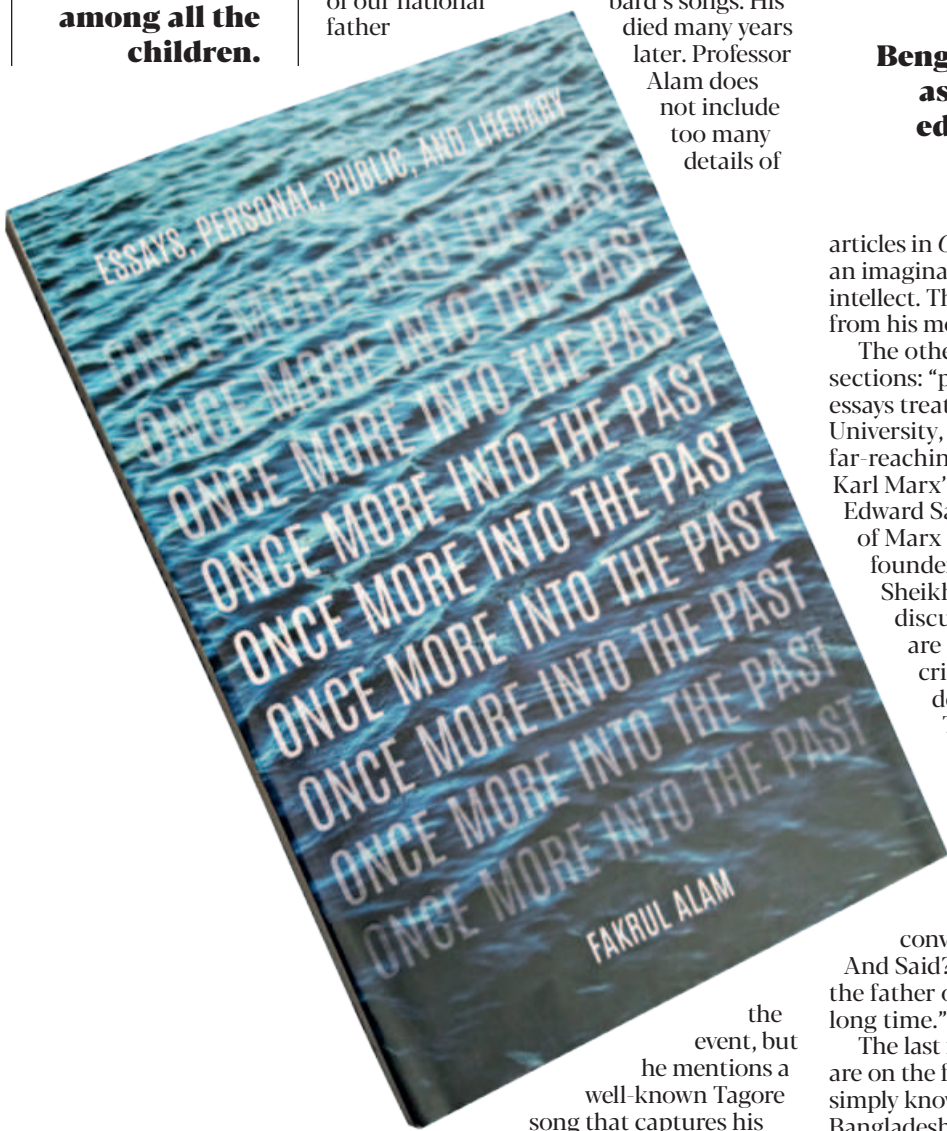 among all the
children.
of our national
father
bard's songs. His
died many years
later. Professor
Alam does
not include
too many
details of
ESSAYS, PERSONAL, PUBLIC, AND LITERARY
ONCE MORE INTO THE PAST
ONCE MORE INTO THE PAST
ONCE MORE INTO THE PAST
ONCE MORE INTO THE PAST
ONCE MORE INTO THE PAST
ONCE MORE INTO THE PAST
ONCE MORE INTO THE PAST
ONCE MORE INTO THE PAST
ONCE MORE INTO THE PAST
FAKRUL ALAM
the
event, but
he mentions a
well-known Tagore
song that captures his
Beng
as
ed
articles in O
an imagina
intellect. Th
from his mo
The othe
sections: "p
essays treat
University,
far-reachin
Karl Marx'
Edward Sa
of Marx
founde
Sheikh
discu
are
cri
d
conv
And Said?
the father o
long time."
The last
are on the f
simply know
Bangladesh